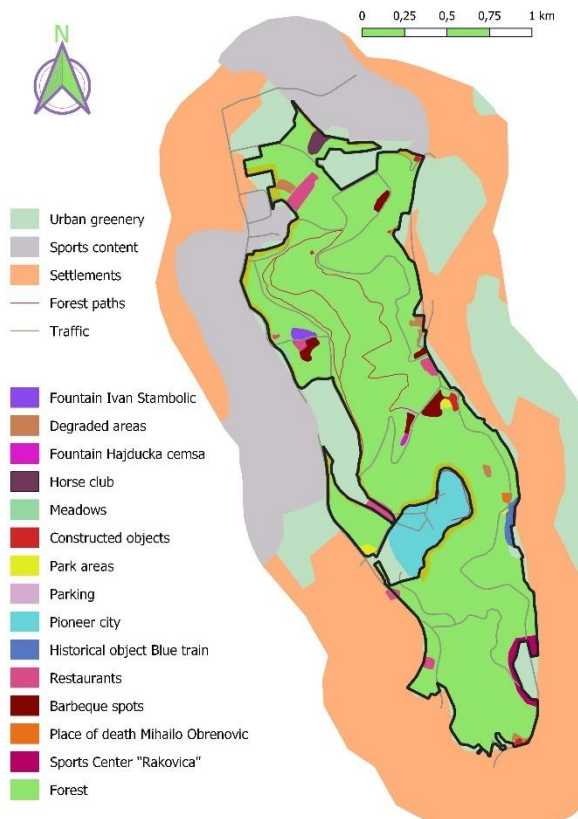 N
0 0,25 0,5 0,75 1 km
Urban greenery
Sports content
Settlements
Forest paths
Traffic
Fountain Ivan Stambolic
Degraded areas
Fountain Hajducka cemsa
Horse club
Meadows
Constructed objects
Park areas
Parking
Pioneer city
Historical object Blue train
Restaurants
Barbeque spots
Place of death Mihailo Obrenovic
Sports Center "Rakovica"
Forest